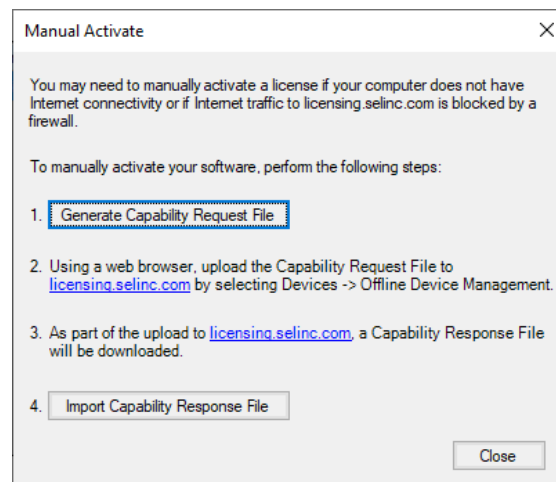 Manual Activate
You may need to manually activate a license if your computer does not have
Internet connectivity or if Internet traffic to licensing.selinc.com is blocked by a
firewall.
To manually activate your software, perform the following steps:
1. Generate Capability Request File
2. Using a web browser, upload the Capability Request File to
licensing.selinc.com by selecting Devices -> Offline Device Management.
3. As part of the upload to licensing.selinc.com, a Capability Response File
will be downloaded.
4. Import Capability Response File
Close